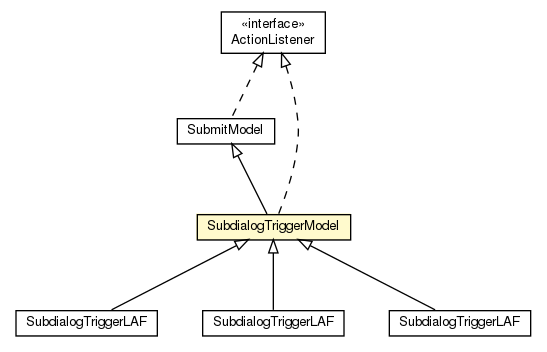 «interface»
ActionListener
SubmitModel
SubdialogTriggerModel
SubdialogTriggerLAF
SubdialogTriggerLAF
SubdialogTriggerLAF